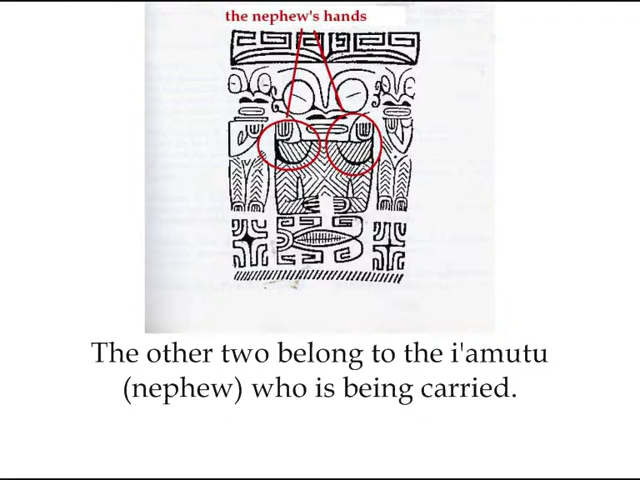 the nephew's hands
The other two belong to the i'amutu
(nephew) who is being carried.